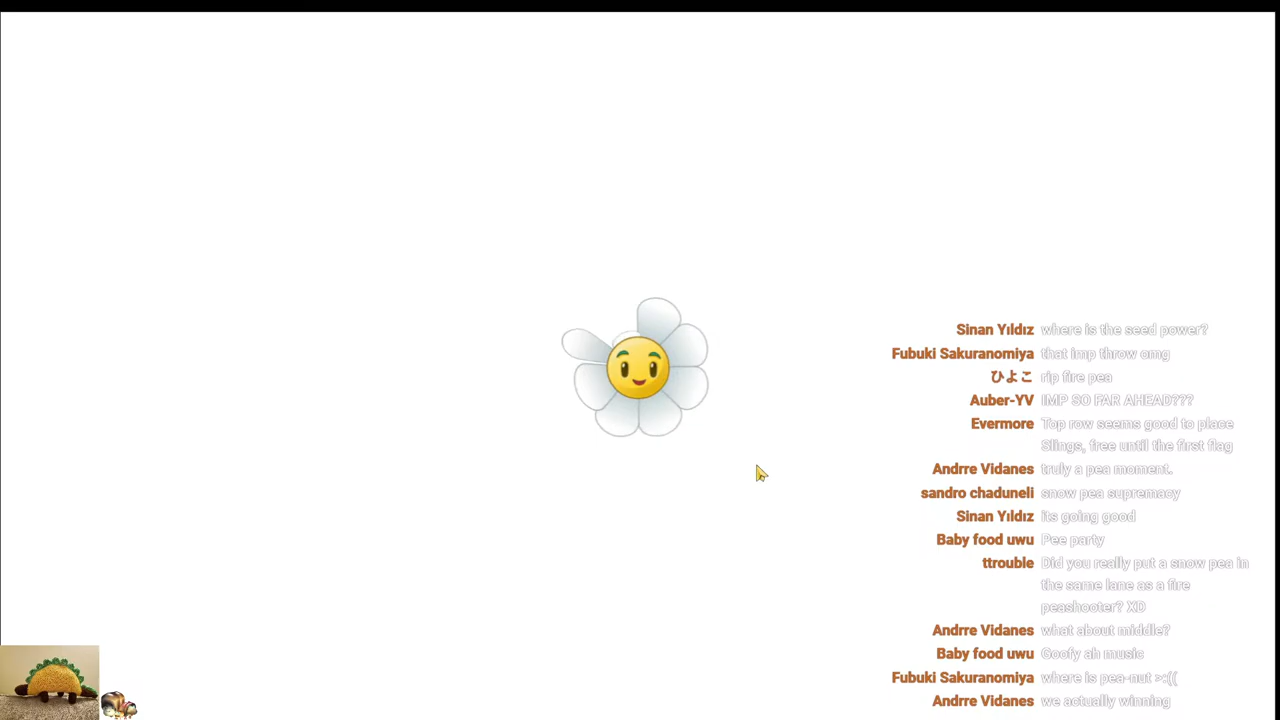 Sinan Yıldız where is the seed power?
Fubuki Sakuranomiya that imp throw omg
ひよこ rip fire pea
Auber-YV IMP SO FAR AHEAD???
Evermore Top row seems good to place
Slings, free until the first flag
Andrre Vidanes truly a pea moment.
sandro chaduneli snow pea supremacy
Sinan Yıldız its going good
Baby food uwu Pee party
ttrouble Did you really put a snow pea in
the same lane as a fire
peashooter? XD
Andrre Vidanes what about middle?
Baby food uwu Goofy ah music
Fubuki Sakuranomiya where is pea-nut >:((
Andrre Vidanes we actually winning